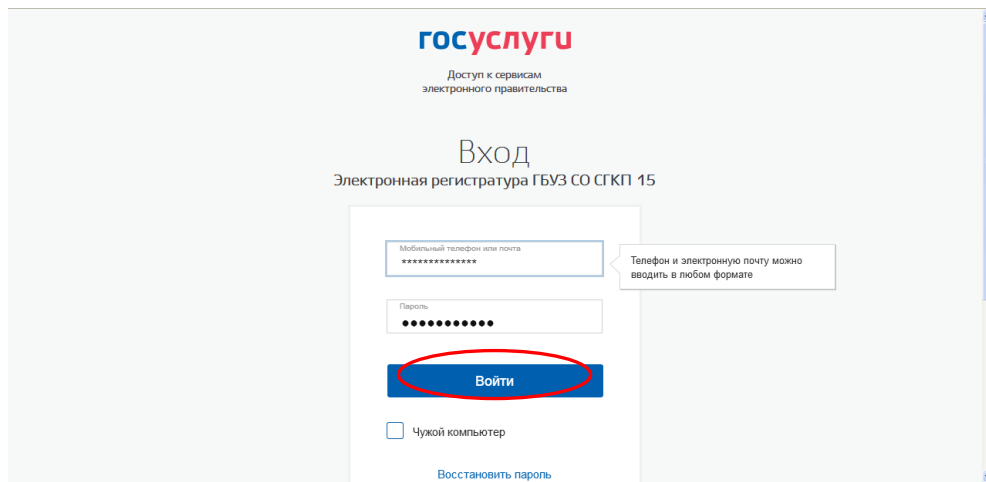 госуслуги
Доступ к сервисам
электронного правительства
Вход
Электронная регистратура ГБУЗ СО СГКП 15
Мобильный телефон или почта
**************
Телефон и электронную почту можно
вводить в любом формате
Пароль
●●●●●●●●●●●
Войти
Чужой компьютер
Восстановить пароль